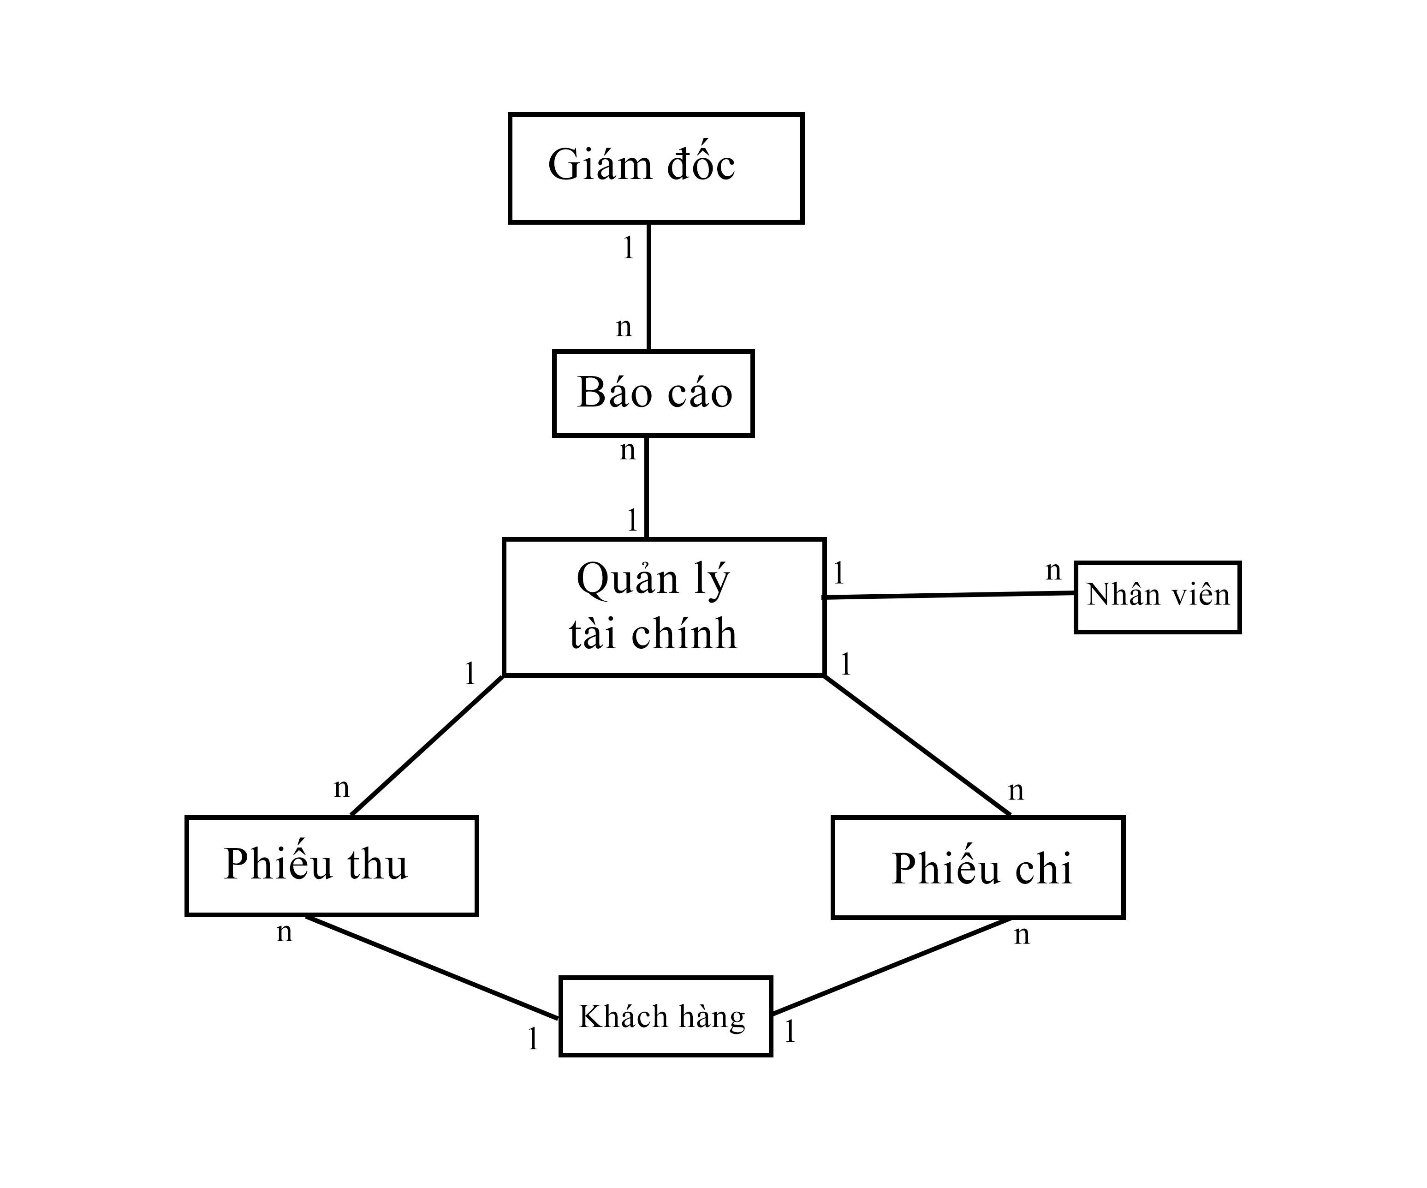 Giám đốc
1
n
Báo cáo
n
1
Quản lý
tài chính
1
n
Nhân viên
1
1
n
n
Phiếu thu
Phiếu chi
n
n
Khách hàng
1
1